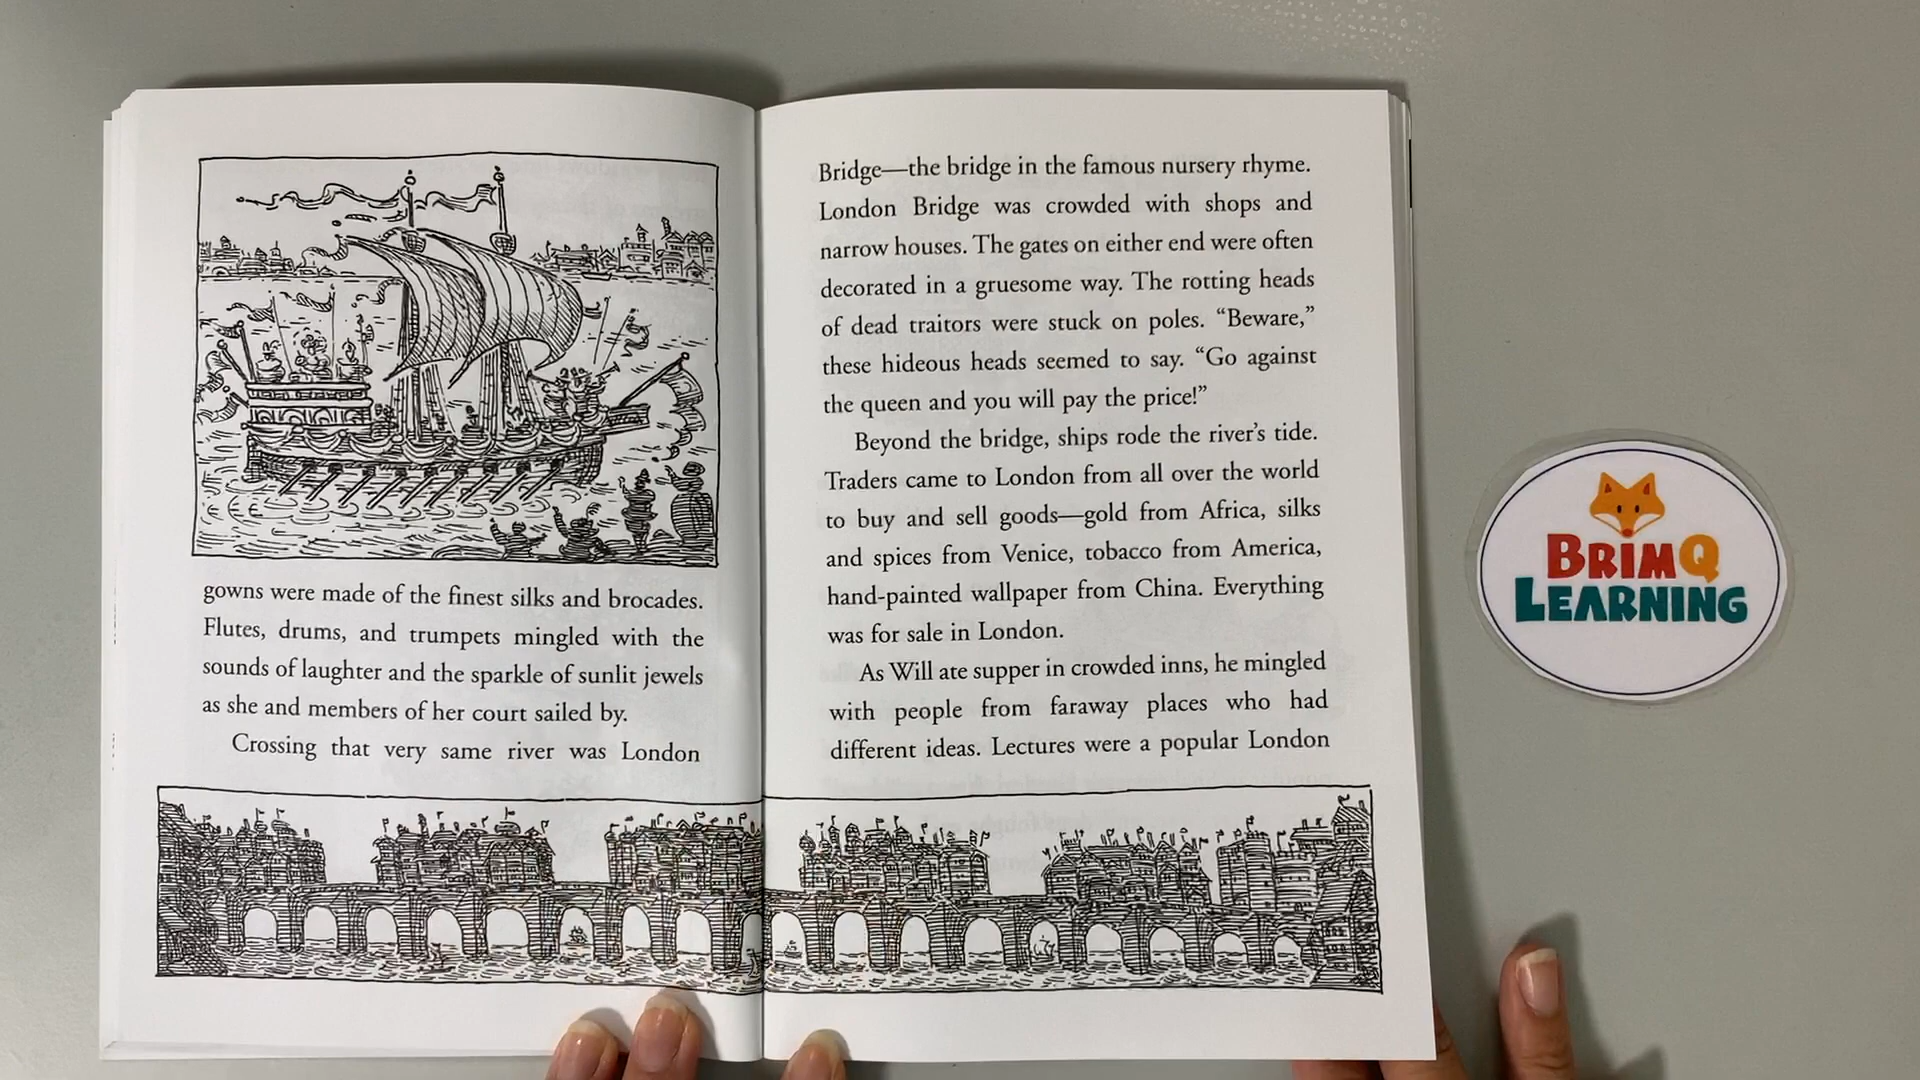 gowns were made of the finest silks and brocades.
Flutes, drums, and trumpets mingled with the
sounds of laughter and the sparkle of sunlit jewels
as she and members of her court sailed by.
Crossing that very same river was London
Bridge—the bridge in the famous nursery rhyme.
London Bridge was crowded with shops and
narrow houses. The gates on either end were often
decorated in a gruesome way. The rotting heads
of dead traitors were stuck on poles. “Beware,”
these hideous heads seemed to say. “Go against
the queen and you will pay the price!”
Beyond the bridge, ships rode the river’s tide.
Traders came to London from all over the world
to buy and sell goods—gold from Africa, silks
and spices from Venice, tobacco from America,
hand-painted wallpaper from China. Everything
was for sale in London.
As Will ate supper in crowded inns, he mingled
with people from faraway places who had
different ideas. Lectures were a popular London
BRIMQ
LEARNING